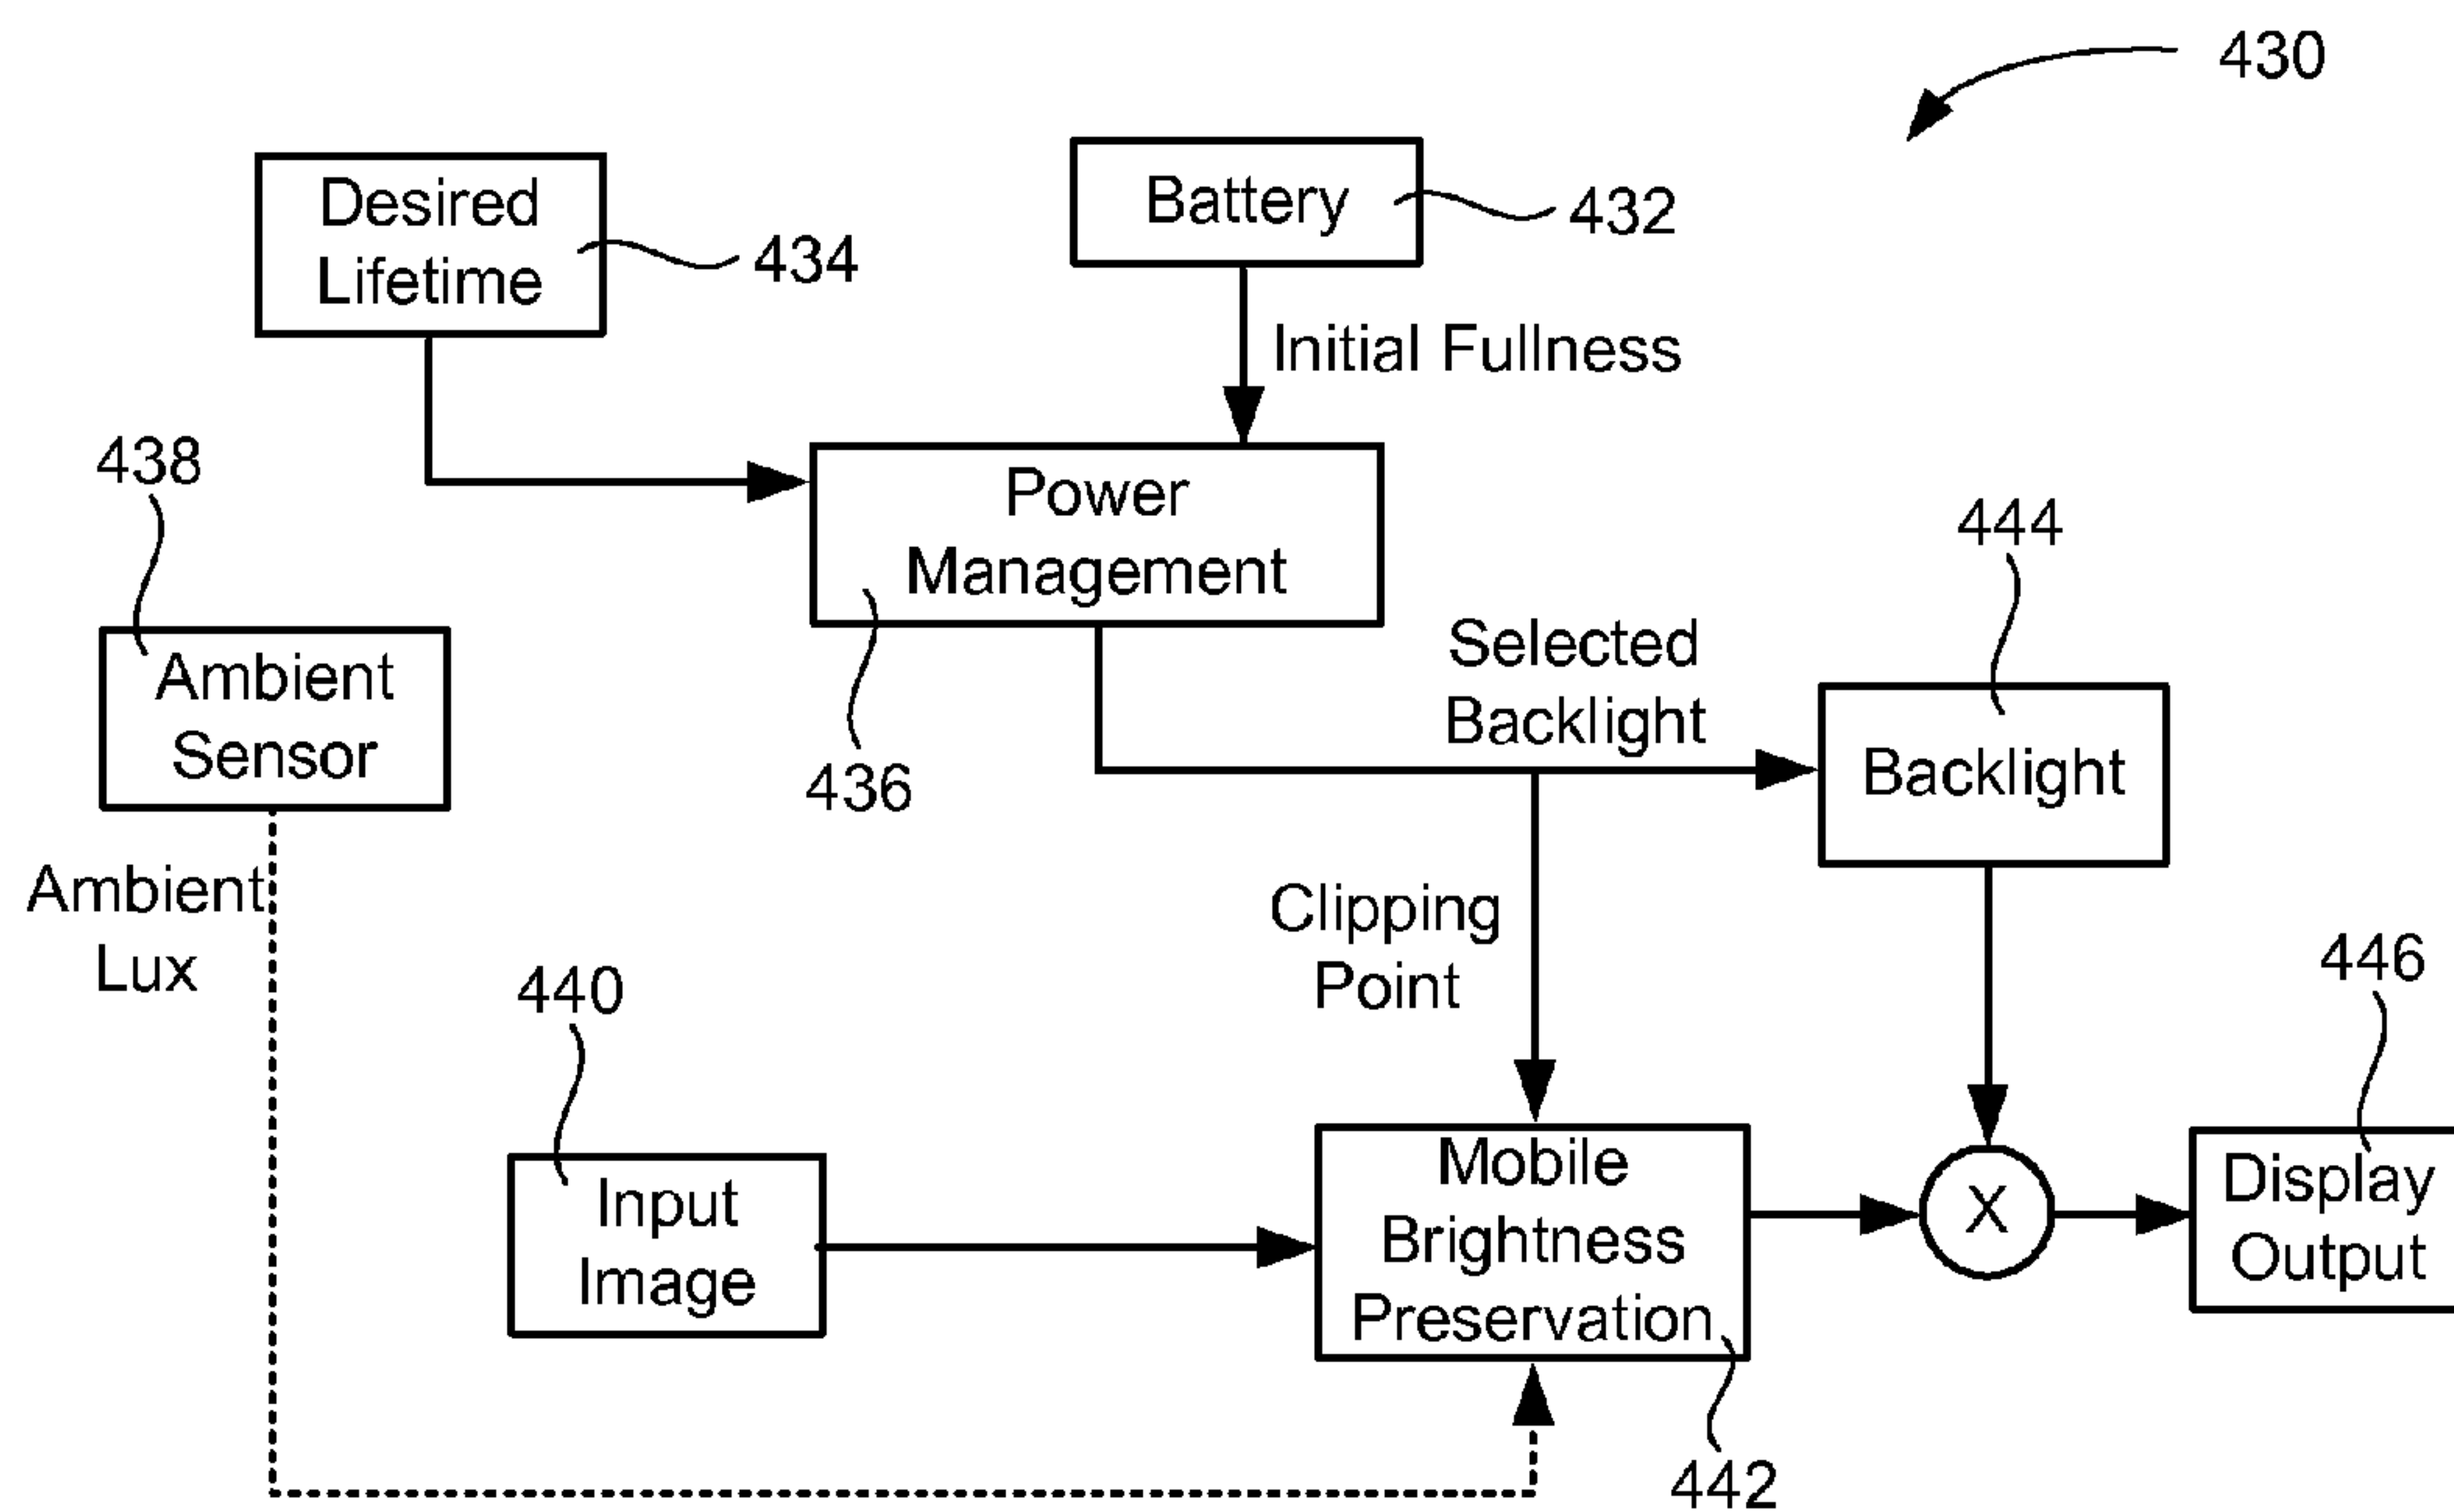 430
Desired
Lifetime
434
Battery
432
Initial Fullness
438
Power
Management
436
444
Ambient
Sensor
Selected
Backlight
Backlight
Ambient
Lux
Clipping
Point
440
446
Input
Image
Mobile
Brightness
Preservation
442
X
Display
Output